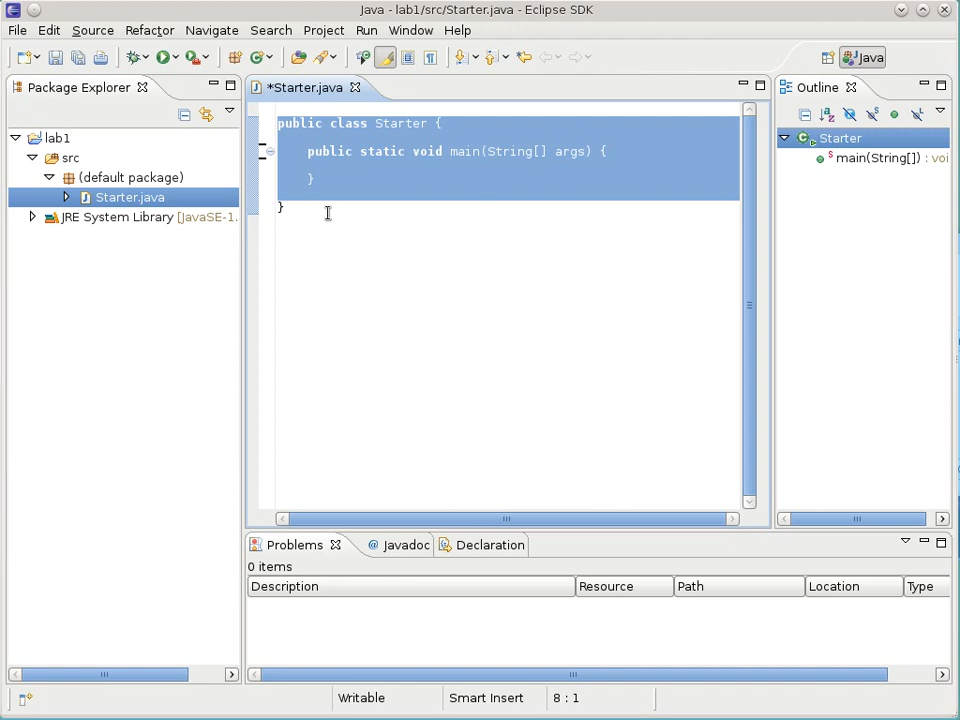 Java - lab1/src/Starter.java - Eclipse SDK
File Edit Source Refactor Navigate Search Project Run Window Help
Java
Package Explorer
lab1
src
(default package)
Starter.java
JRE System Library [JavaSE-1.
*Starter.java
public class Starter {
public static void main(String[] args) {
}
}
Outline
Starter
main(String[]) : voi
Problems @ Javadoc Declaration
0 items
Description Resource Path Location Type
Writable Smart Insert 8 : 1